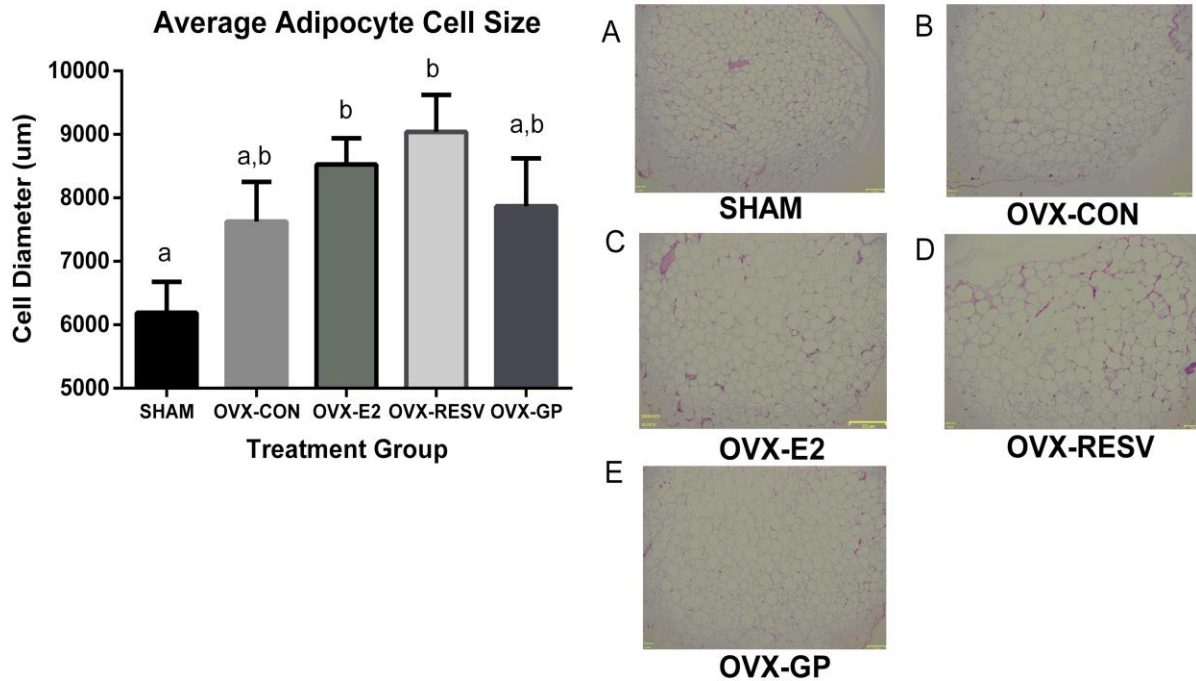 Average Adipocyte Cell Size
Cell Diameter (um)
10000
9000
8000
7000
6000
5000
a
a,b
b
b
a,b
SHAM OVX-CON OVX-E2 OVX-RESV OVX-GP
Treatment Group
A
SHAM
B
OVX-CON
C
OVX-E2
D
OVX-RESV
E
OVX-GP